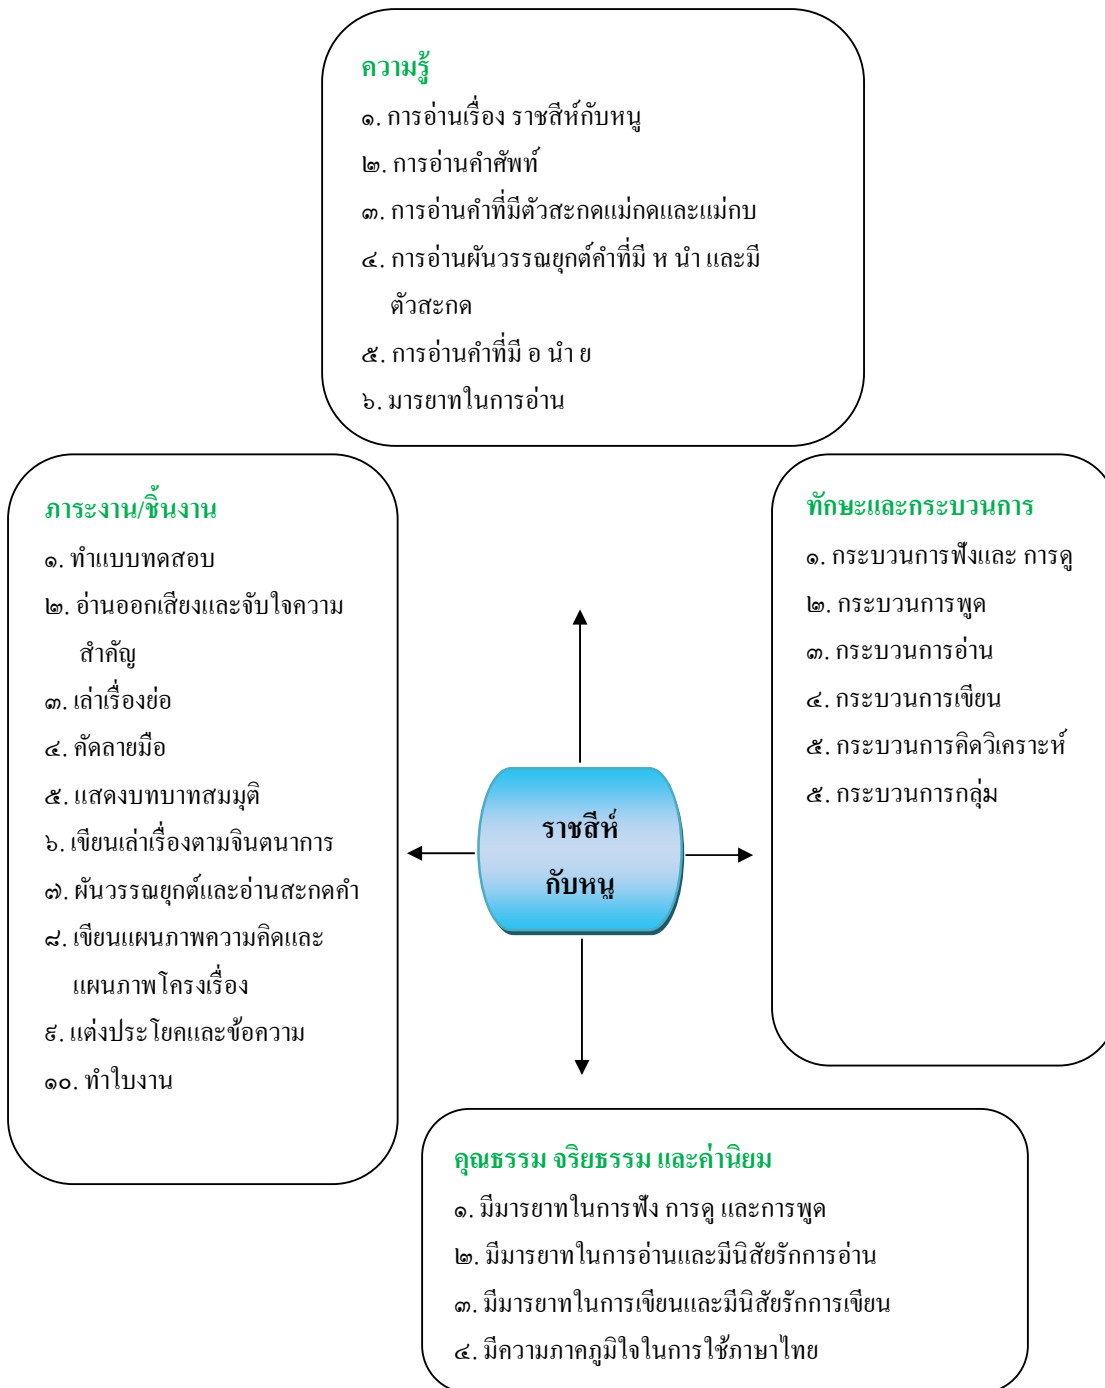 ความรู้
๑. การอ่านเรื่อง ราชสีห์กับหนู
๒. การอ่านคำศัพท์
๓. การอ่านคำที่มีตัวสะกดแม่กดและแม่กบ
๔. การอ่านผันวรรณยุกต์คำที่มี ห นำ และมี
ตัวสะกด
๕. การอ่านคำที่มี อ นำ ย
๖. มารยาทในการอ่าน
ภาระงาน/ชิ้นงาน
๑. ทำแบบทดสอบ
๒. อ่านออกเสียงและจับใจความ
สำคัญ
๓. เล่าเรื่องย่อ
๔. คัดลายมือ
๕. แสดงบทบาทสมมุติ
๖. เขียนเล่าเรื่องตามจินตนาการ
๗. ผันวรรณยุกต์และอ่านสะกดคำ
๘. เขียนแผนภาพความคิดและ
แผนภาพโครงเรื่อง
๙. แต่งประโยคและข้อความ
๑๐. ทำใบงาน
ทักษะและกระบวนการ
๑. กระบวนการฟังและ การดู
๒. กระบวนการพูด
๓. กระบวนการอ่าน
๔. กระบวนการเขียน
๕. กระบวนการคิดวิเคราะห์
๕. กระบวนการกลุ่ม
ราชสีห์
กับหนู
คุณธรรม จริยธรรม และค่านิยม
๑. มีมารยาทในการฟัง การดู และการพูด
๒. มีมารยาทในการอ่านและมีนิสัยรักการอ่าน
๓. มีมารยาทในการเขียนและมีนิสัยรักการเขียน
๔. มีความภาคภูมิใจในการใช้ภาษาไทย